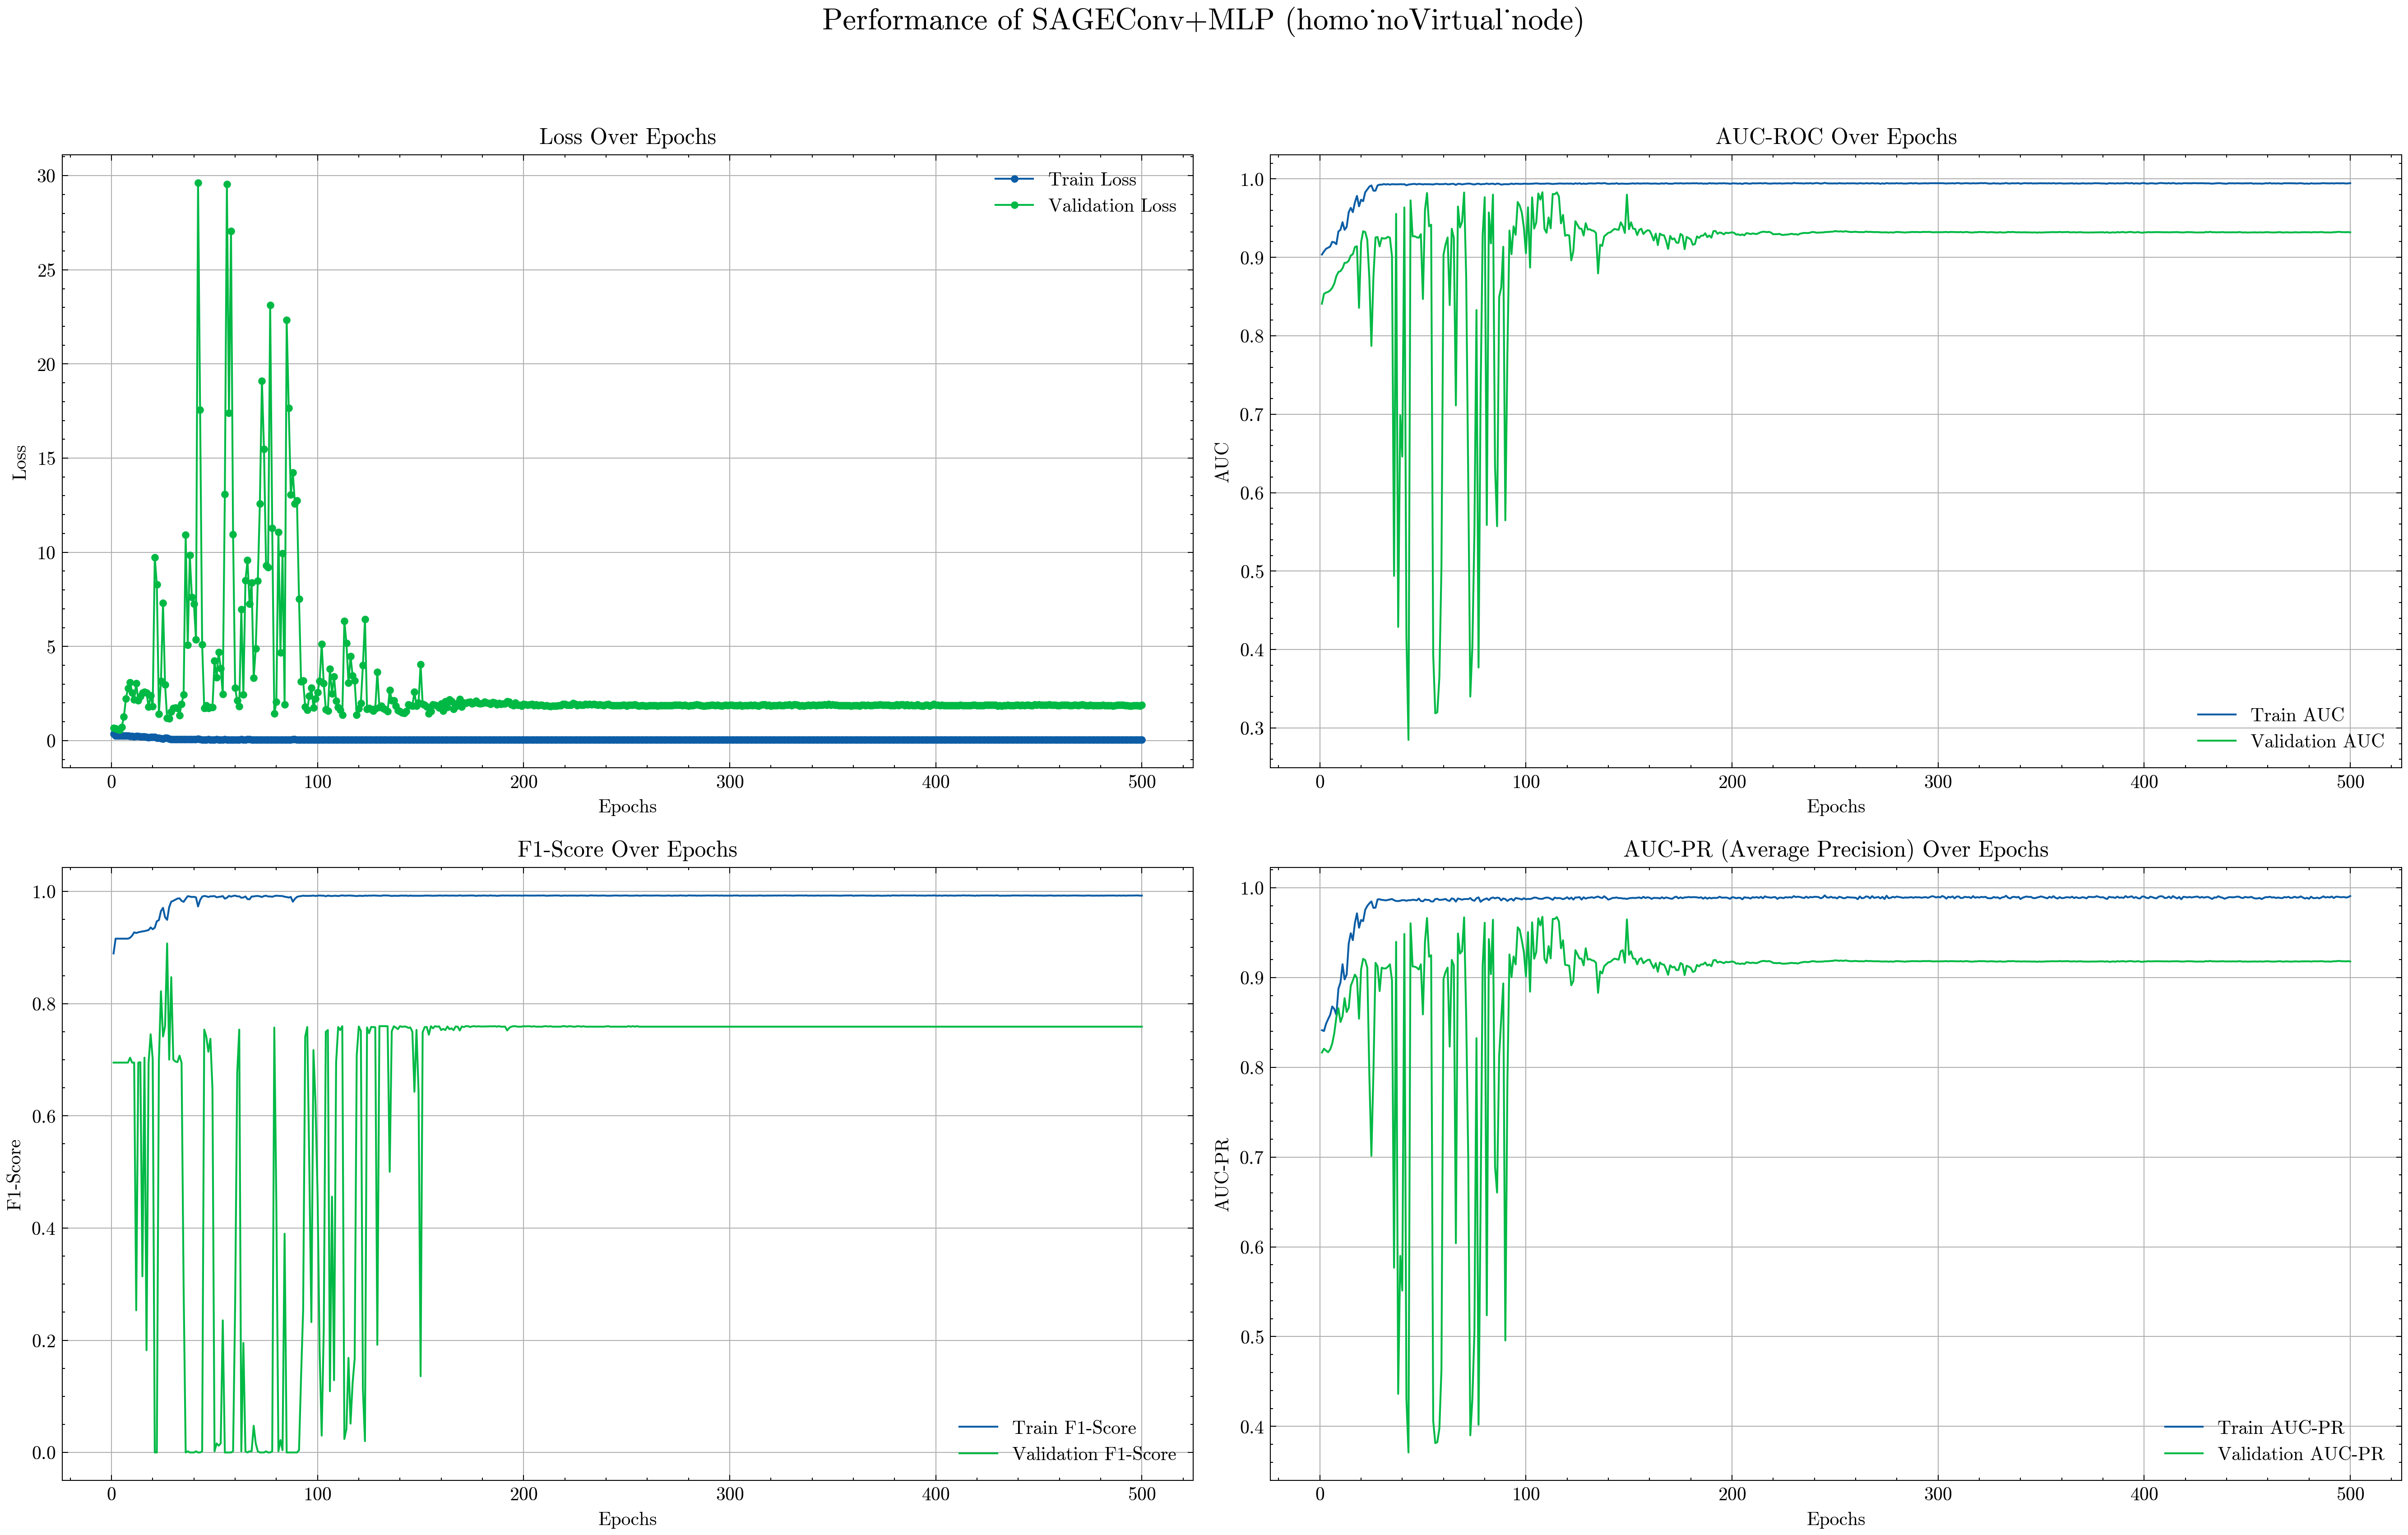 Performance of SAGEConv+MLP (homo˙noVirtual˙node)
Loss Over Epochs
30
25
20
15
10
5
0
Loss
Train Loss
Validation Loss
0 100 200 300 400 500
Epochs
AUC-ROC Over Epochs
1.0
0.9
0.8
0.7
0.6
0.5
0.4
0.3
AUC
Train AUC
Validation AUC
0 100 200 300 400 500
Epochs
F1-Score Over Epochs
1.0
0.8
0.6
0.4
0.2
0.0
F1-Score
Train F1-Score
Validation F1-Score
0 100 200 300 400 500
Epochs
AUC-PR (Average Precision) Over Epochs
1.0
0.9
0.8
0.7
0.6
0.5
0.4
AUC-PR
Train AUC-PR
Validation AUC-PR
0 100 200 300 400 500
Epochs